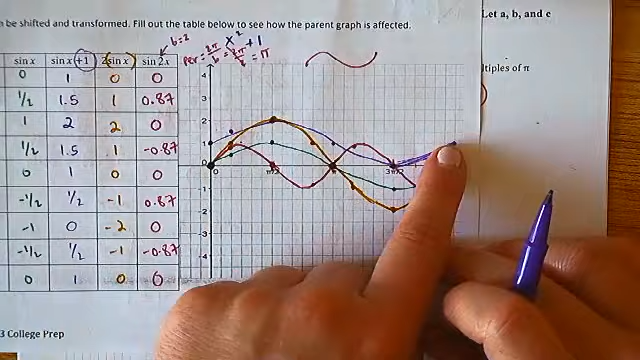 n be shifted and transformed. Fill out the table below to see how the parent graph is affected.
Let a, b, and c
ltiples of π
b=2
x² + 1
per = 2π/b = 2π/2 = π
sin x sin x +1 2 sin x sin 2x
0 1 0 0
1/2 1.5 1 0.87
1 2 2 0
1/2 1.5 1 -0.87
0 1 0 0
-1/2 1/2 -1 0.87
-1 0 -2 0
-1/2 1/2 -1 -0.87
0 1 0 0
4
3
2
1
0
-1
-2
-4
0 π/2 π 3π/2
3 College Prep